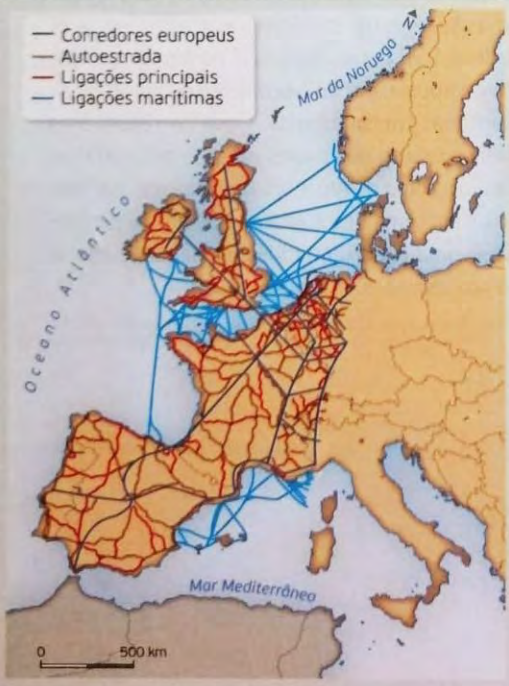 Corredores europeus
Autoestrada
Ligações principais
Ligações marítimas
N
Mar da Noruega
Oceano Atlântico
Mar Mediterrâneo
0 500 km